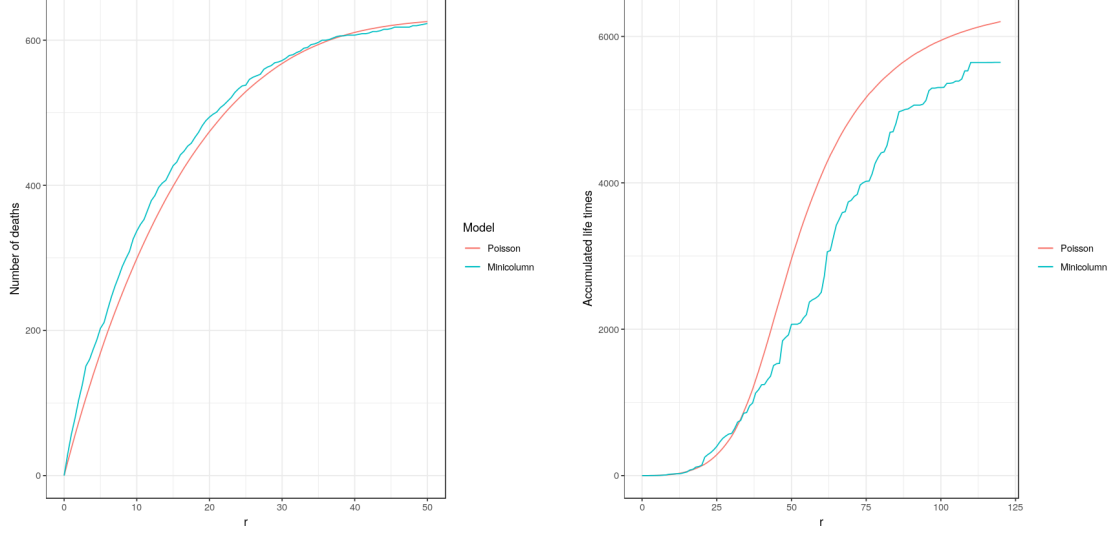 600
400
200
0
Number of deaths
0
10
20
30
40
50
r
Model
Poisson
Minicolumn
6000
4000
2000
0
Accumulated life times
0
25
50
75
100
125
r
Poisson
Minicolumn